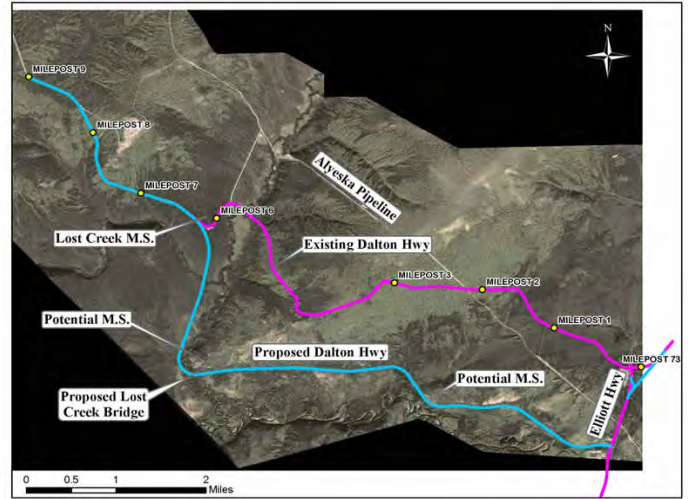 MILEPOST 9
N
MILEPOST 8
MILEPOST 7
Alyeska Pipeline
MILEPOST 6
Lost Creek M.S.
Existing Dalton Hwy
MILEPOST 3
MILEPOST 2
Potential M.S.
MILEPOST 1
Proposed Dalton Hwy
MILEPOST 73
Potential M.S.
Elliott Hwy
Proposed Lost
Creek Bridge
0 0.5 1 2
Miles